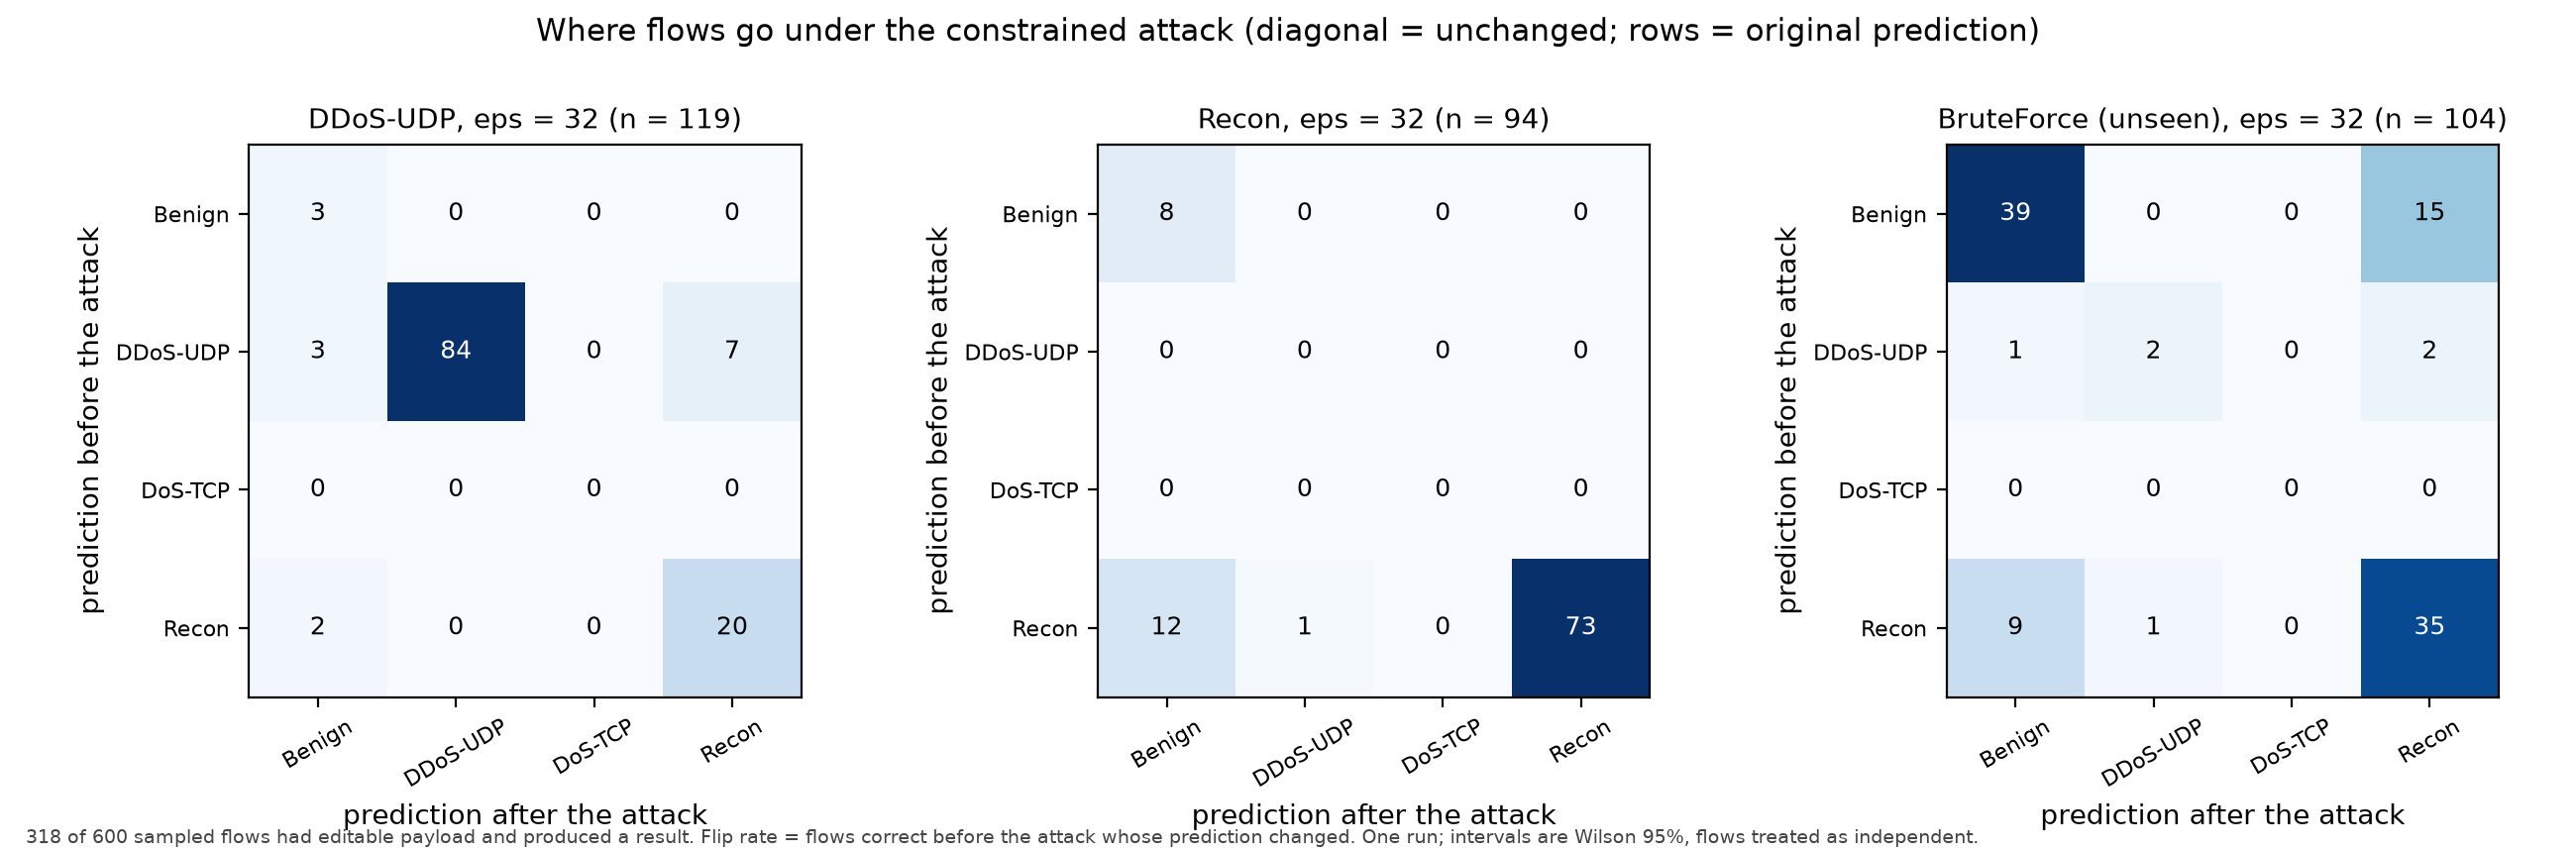 Where flows go under the constrained attack (diagonal = unchanged; rows = original prediction)
DDoS-UDP, eps = 32 (n = 119)
prediction before the attack
Benign 3 0 0 0
DDoS-UDP 3 84 0 7
DoS-TCP 0 0 0 0
Recon 2 0 0 20
Benign DDoS-UDP DoS-TCP Recon
prediction after the attack
Recon, eps = 32 (n = 94)
prediction before the attack
Benign 8 0 0 0
DDoS-UDP 0 0 0 0
DoS-TCP 0 0 0 0
Recon 12 1 0 73
Benign DDoS-UDP DoS-TCP Recon
prediction after the attack
BruteForce (unseen), eps = 32 (n = 104)
prediction before the attack
Benign 39 0 0 15
DDoS-UDP 1 2 0 2
DoS-TCP 0 0 0 0
Recon 9 1 0 35
Benign DDoS-UDP DoS-TCP Recon
prediction after the attack
318 of 600 sampled flows had editable payload and produced a result. Flip rate = flows correct before the attack whose prediction changed. One run; intervals are Wilson 95%, flows treated as independent.